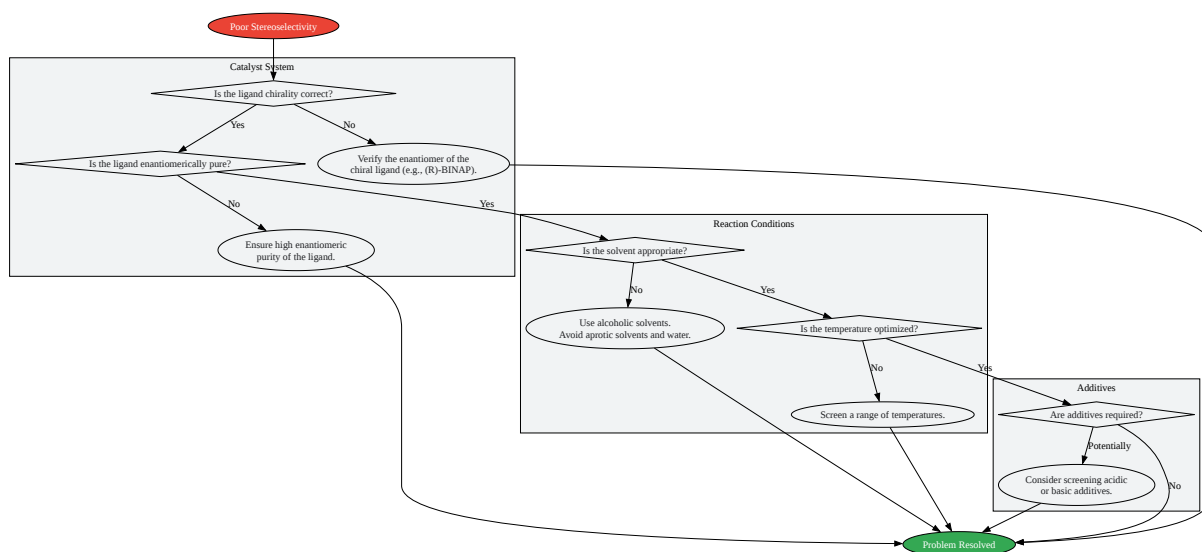 Poor Stereoselectivity
Catalyst System
Is the ligand chirality correct?
Yes
No
Is the ligand enantiomerically pure?
Verify the enantiomer of the
chiral ligand (e.g., (R)-BINAP).
No
Yes
Ensure high enantiomeric
purity of the ligand.
Reaction Conditions
Is the solvent appropriate?
No
Yes
Use alcoholic solvents.
Avoid aprotic solvents and water.
Is the temperature optimized?
No
Yes
Screen a range of temperatures.
Additives
Are additives required?
Potentially
No
Consider screening acidic
or basic additives.
Problem Resolved